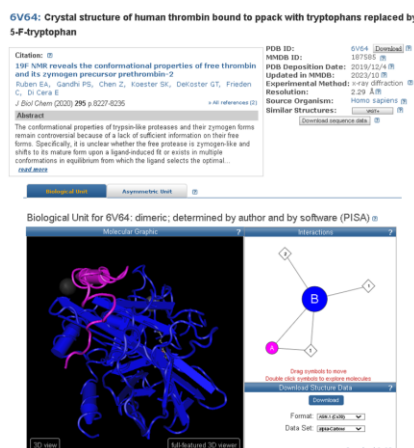 6V64: Crystal structure of human thrombin bound to ppack with tryptophans replaced by
5-F-tryptophan
Citation:
19F NMR reveals the conformational properties of free thrombin
and its zymogen precursor prethrombin-2
Ruben EA, Gandhi PS, Chen Z, Koester SK, DeKoster GT, Frieden
C, Di Cera E
J Biol Chem (2020) 295 p.8227-8235
» All references (2)
Abstract
The conformational properties of trypsin-like proteases and their zymogen forms
remain controversial because of a lack of sufficient information on their free
forms. Specifically, it is unclear whether the free protease is zymogen-like and
shifts to its mature form upon a ligand-induced fit or exists in multiple
conformations in equilibrium from which the ligand selects the optimal...
read more
PDB ID: 6V64 Download
MMDB ID: 187585
PDB Deposition Date: 2019/12/4
Updated in MMDB: 2023/10
Experimental Method: x-ray diffraction
Resolution: 2.29 Å
Source Organism: Homo sapiens
Similar Structures:
Download sequence data
Biological Unit Asymmetric Unit
Biological Unit for 6V64: dimeric; determined by author and by software (PISA)
Molecular Graphic ?
Interactions ?
B
A
1
1
Drag symbols to move
Double click symbols to explore molecules
Download Structure Data ?
Download
Format:
Data Set:
3D view
full-featured 3D viewer